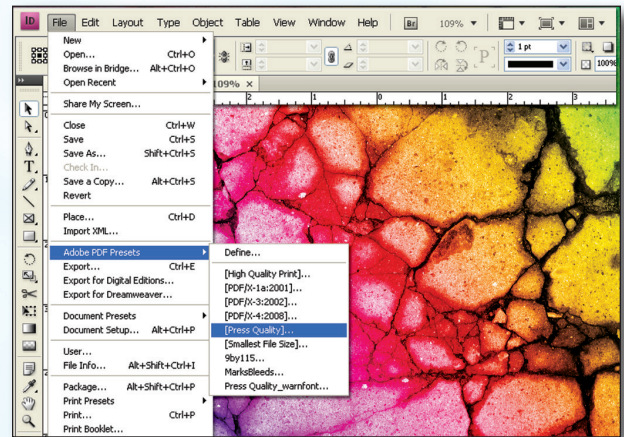 ID File Edit Layout Type Object Table View Window Help Br 109%
1 pt
100%
109% ×
2 1 0 1 2 3
New
Open... Ctrl+O
Browse in Bridge... Alt+Ctrl+O
Open Recent
Share My Screen...
Close Ctrl+W
Save Ctrl+S
Save As... Shift+Ctrl+S
Check In...
Save a Copy... Alt+Ctrl+S
Revert
Place... Ctrl+D
Import XML...
Adobe PDF Presets
Export... Ctrl+E
Export for Digital Editions...
Export for Dreamweaver...
Document Presets
Document Setup... Alt+Ctrl+P
User...
File Info... Alt+Shift+Ctrl+I
Package... Alt+Shift+Ctrl+P
Print Presets
Print... Ctrl+P
Print Booklet...
Define...
[High Quality Print]...
[PDF/X-1a:2001]...
[PDF/X-3:2002]...
[PDF/X-4:2008]...
[Press Quality]...
[Smallest File Size]...
9by115...
MarksBleeds...
Press Quality_warnfont...